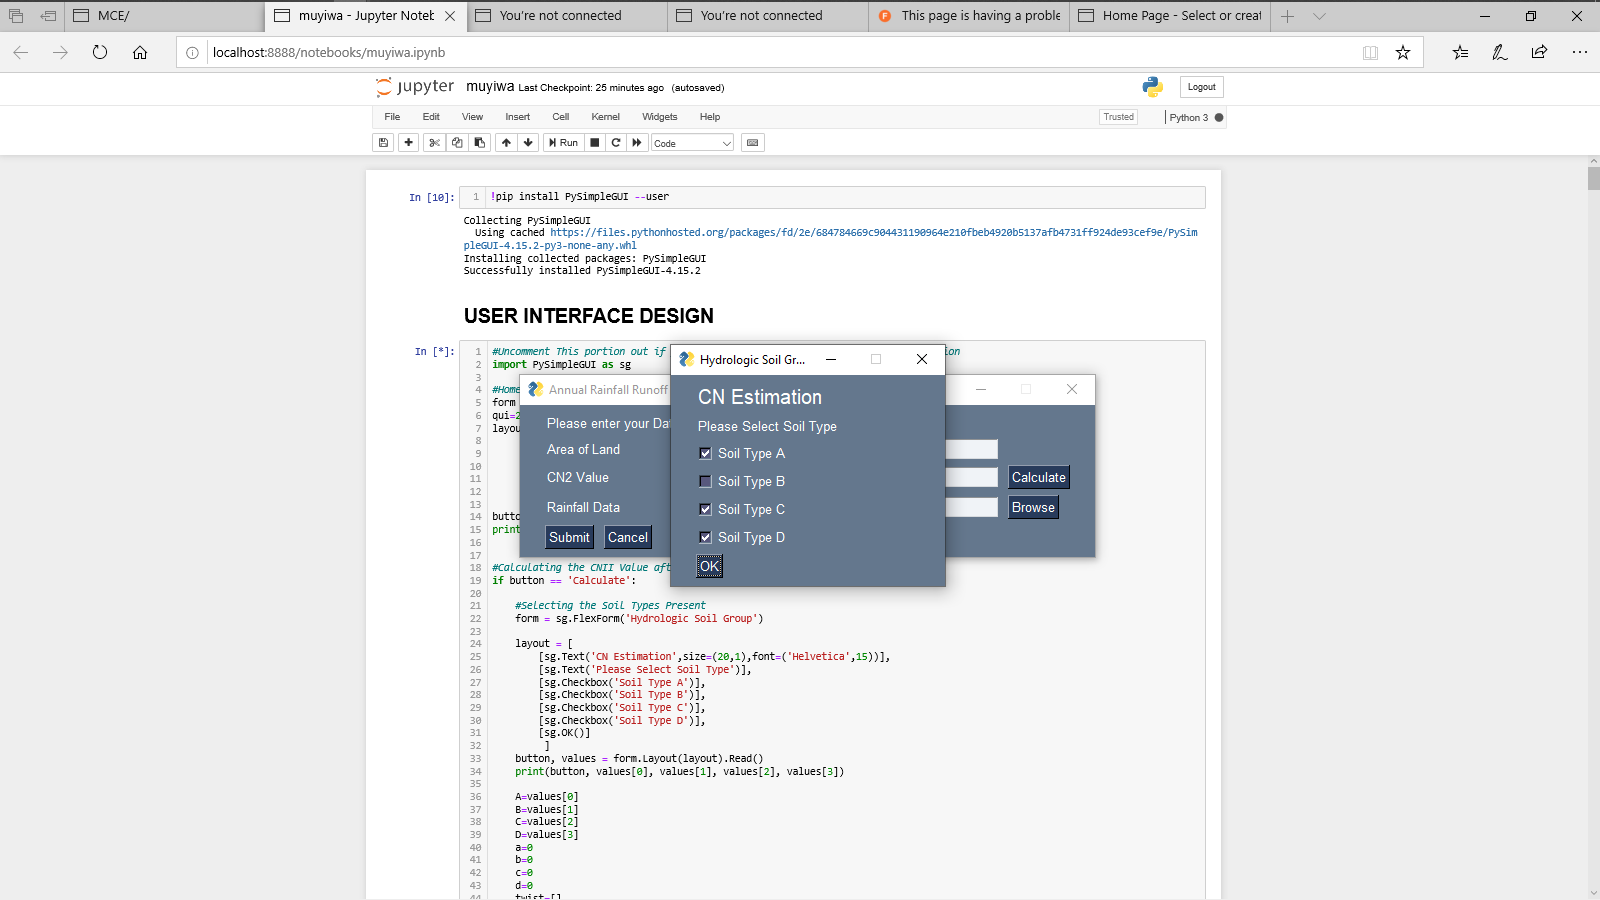 MCE/
muyiwa - Jupyter Noteb
You're not connected
You're not connected
This page is having a proble
Home Page - Select or creat
localhost:8888/notebooks/muyiwa.ipynb
jupyter muyiwa Last Checkpoint: 25 minutes ago (autosaved)
Logout
File Edit View Insert Cell Kernel Widgets Help
Trusted Python 3
Run Code
In [10]: 1 !pip install PySimpleGUI --user
Collecting PySimpleGUI
Using cached https://files.pythonhosted.org/packages/fd/2e/684784669c904431190964e210fbeb4920b5137afb4731ff924de93cef9e/PySim
pleGUI-4.15.2-py3-none-any.whl
Installing collected packages: PySimpleGUI
Successfully installed PySimpleGUI-4.15.2
USER INTERFACE DESIGN
In [*]: 1 #Uncomment This portion out if
2 import PySimpleGUI as sg
3
4 #Home
5 form
6 qui=2
7 layou
8
9
10
11
12
13
14 butto
15 print
16
17
18 #Calculating the CNII Value aft
19 if button == 'Calculate':
20
21 #Selecting the Soil Types Present
22 form = sg.FlexForm('Hydrologic Soil Group')
23
24 layout = [
25 [sg.Text('CN Estimation',size=(20,1),font=('Helvetica',15))],
26 [sg.Text('Please Select Soil Type')],
27 [sg.Checkbox('Soil Type A')],
28 [sg.Checkbox('Soil Type B')],
29 [sg.Checkbox('Soil Type C')],
30 [sg.Checkbox('Soil Type D')],
31 [sg.OK()]
32 ]
33 button, values = form.Layout(layout).Read()
34 print(button, values[0], values[1], values[2], values[3])
35
36 A=values[0]
37 B=values[1]
38 C=values[2]
39 D=values[3]
40 a=0
41 b=0
42 c=0
43 d=0
44 twist=[]
Annual Rainfall Runoff
Please enter your Dat
Area of Land
CN2 Value
Calculate
Rainfall Data
Browse
Submit Cancel
Hydrologic Soil Gr...
CN Estimation
Please Select Soil Type
Soil Type A
Soil Type B
Soil Type C
Soil Type D
OK